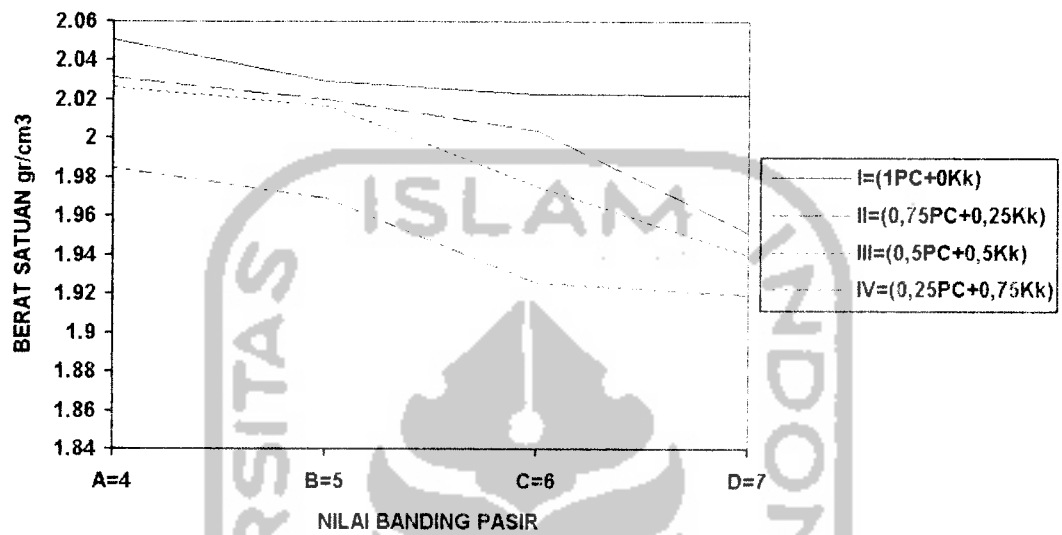 2.06
2.04
2.02
2
1.98
1.96
1.94
1.92
1.9
1.88
1.86
1.84
BERAT SATUAN gr/cm3
A=4 B=5 C=6 D=7
NILAI BANDING PASIR
I=(1PC+0Kk)
II=(0,75PC+0,25Kk)
III=(0,5PC+0,5Kk)
IV=(0,25PC+0,75Kk)
ISLAM